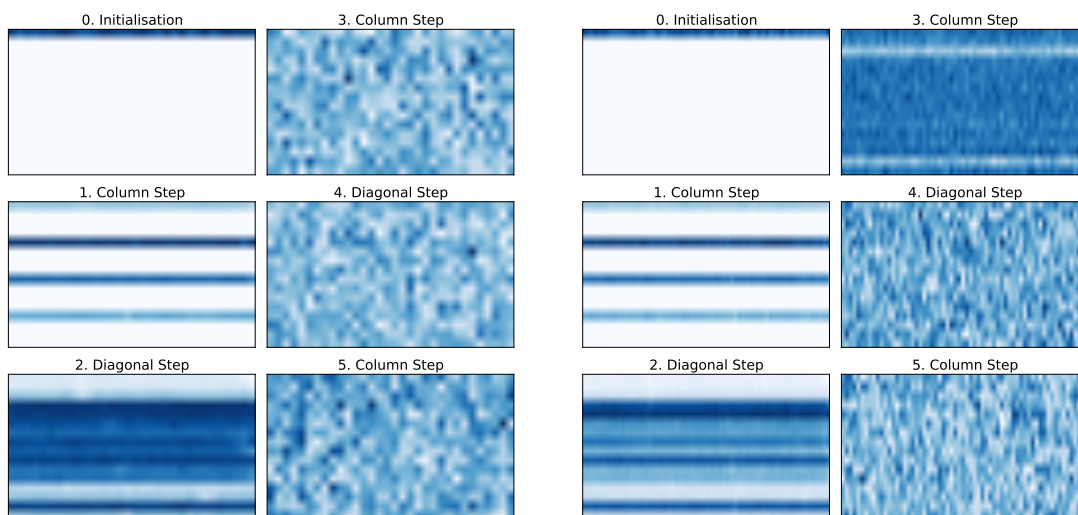 0. Initialisation
3. Column Step
1. Column Step
4. Diagonal Step
2. Diagonal Step
5. Column Step
0. Initialisation
3. Column Step
1. Column Step
4. Diagonal Step
2. Diagonal Step
5. Column Step